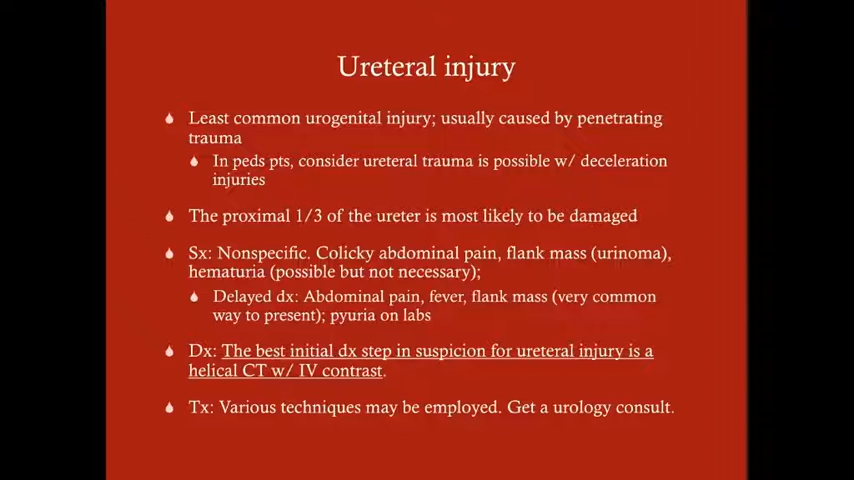 Ureteral injury
Least common urogenital injury; usually caused by penetrating
trauma
In peds pts, consider ureteral trauma is possible w/ deceleration
injuries
The proximal 1/3 of the ureter is most likely to be damaged
Sx: Nonspecific. Colicky abdominal pain, flank mass (urinoma),
hematuria (possible but not necessary);
Delayed dx: Abdominal pain, fever, flank mass (very common
way to present); pyuria on labs
Dx: The best initial dx step in suspicion for ureteral injury is a
helical CT w/ IV contrast.
Tx: Various techniques may be employed. Get a urology consult.